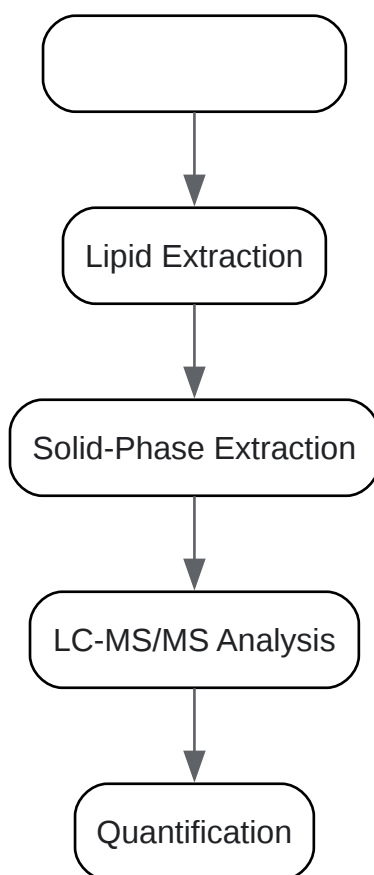 Lipid Extraction
Solid-Phase Extraction
LC-MS/MS Analysis
Quantification